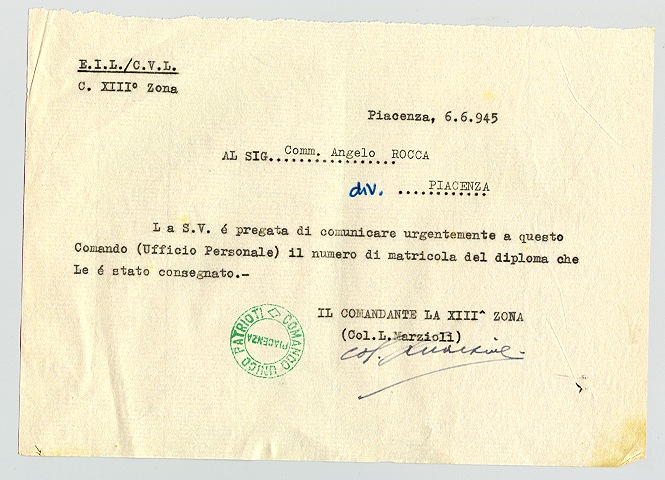 E.I.L./C.V.L.
C. XIII° Zona
Piacenza, 6.6.945
AL SIG. Comm. Angelo ROCCA
div. ..... PIACENZA
La S.V. é pregata di comunicare urgentemente a questo
Comando (Ufficio Personale) il numero di matricola del diploma che
Le é stato consegnato.-
IL COMANDANTE LA XIII^ ZONA
(Col.L.Marzioli)
Col.
COMANDO UNICO PATRIOTI
PIACENZA